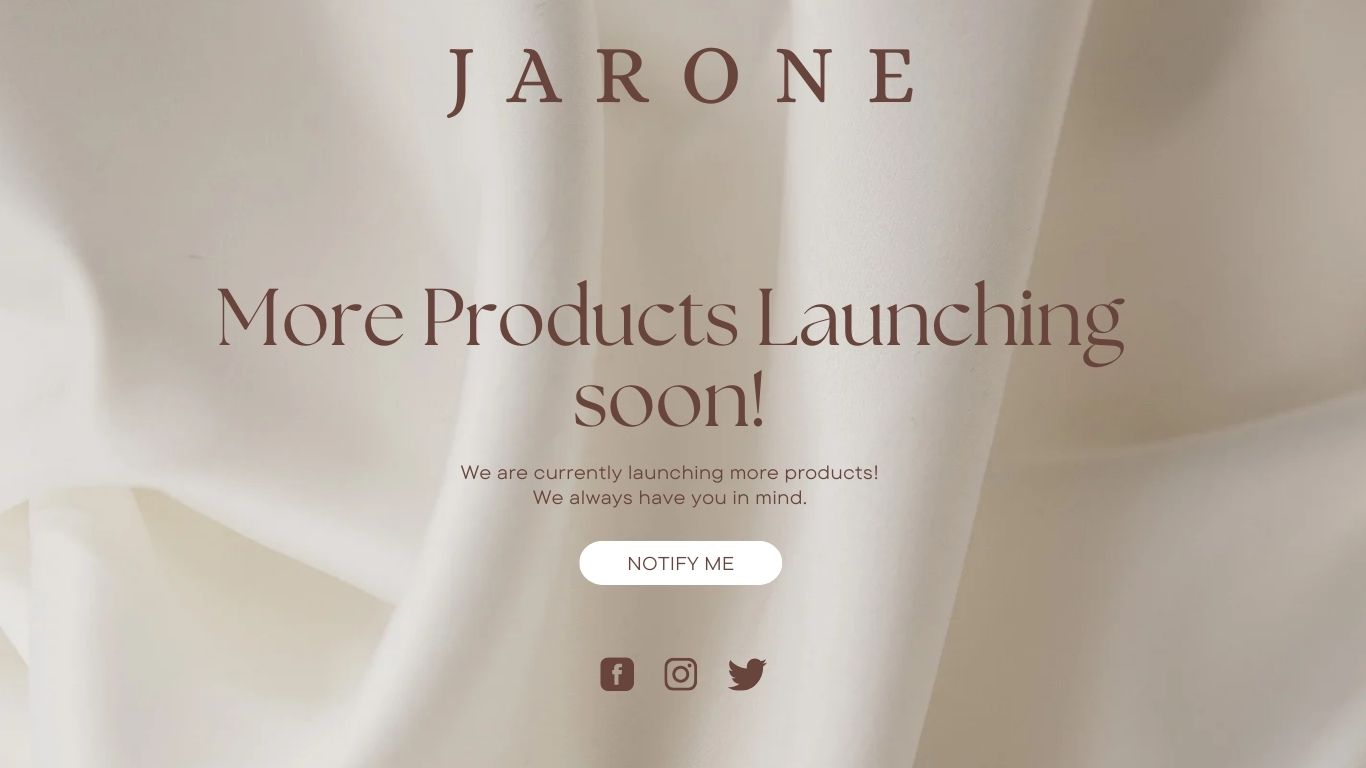 JARONE
More Products Launching
soon!
We are currently launching more products!
We always have you in mind.
NOTIFY ME